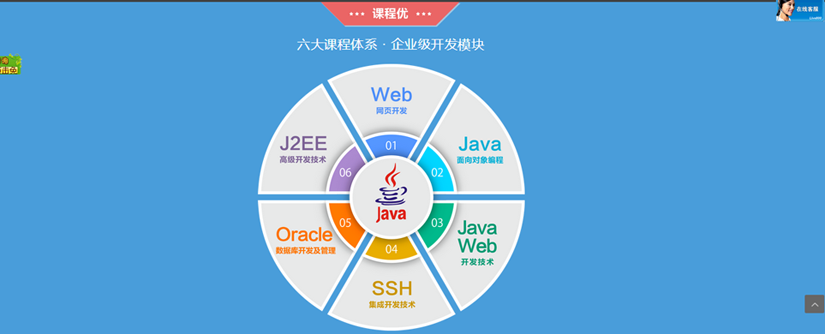 课程优
在线客服
六大课程体系·企业级开发模块
Web
网页开发
01
Java
面向对象编程
02
Java
Web
开发技术
03
SSH
集成开发技术
04
Oracle
数据库开发及管理
05
J2EE
高级开发技术
06
Java